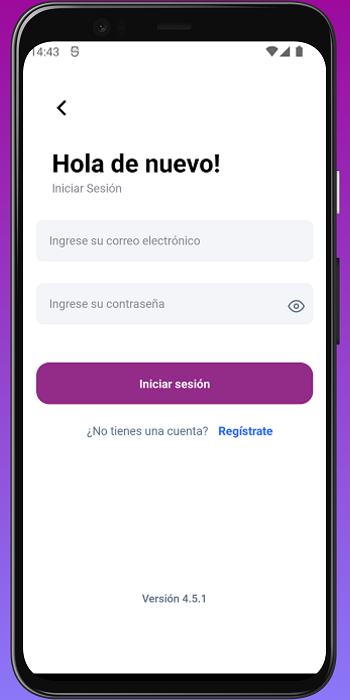 14:43
Hola de nuevo!
Iniciar Sesión
Ingrese su correo electrónico
Ingrese su contraseña
Iniciar sesión
¿No tienes una cuenta? Regístrate
Versión 4.5.1